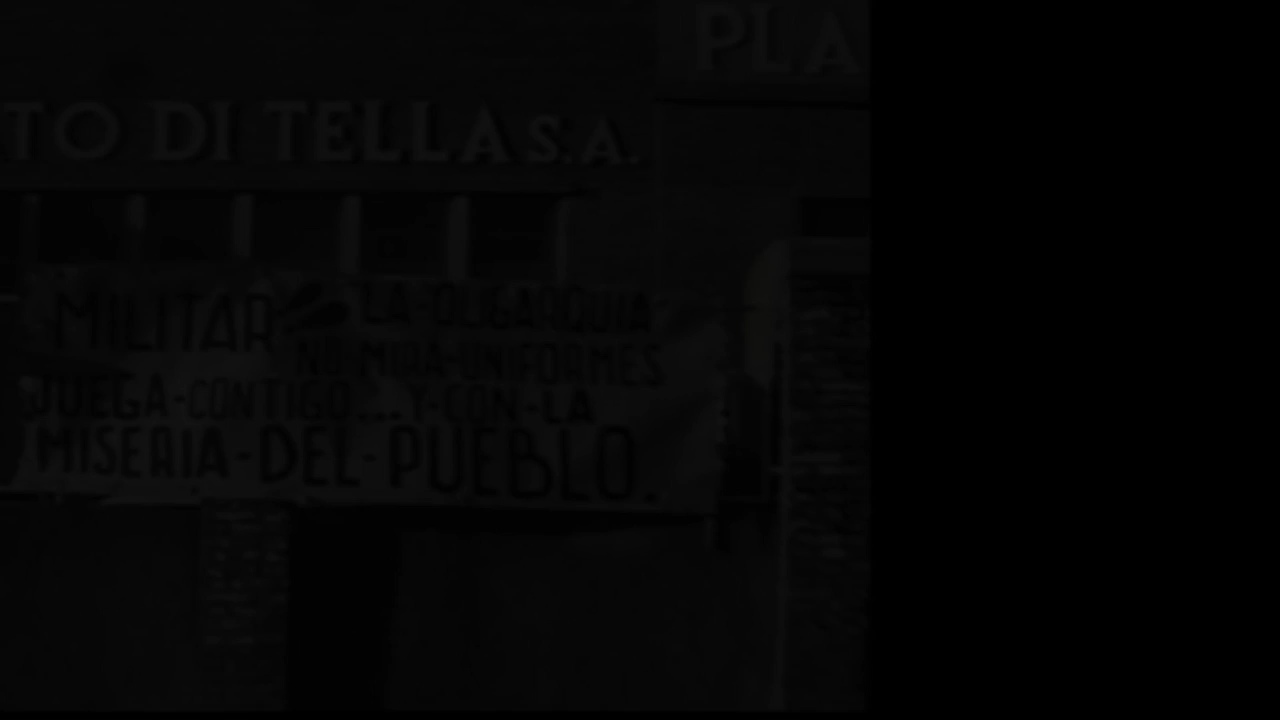 PLA
TO DI TELLA S.A.
MILITAR LA-OLIGARQUIA
NO-MIRA-UNIFORMES
JUEGA-CONTIGO....Y-CON-LA
MISERIA-DEL-PUEBLO.